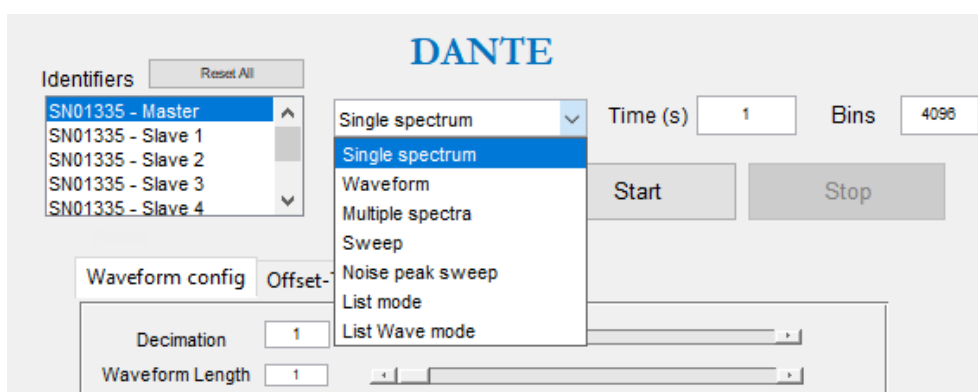 DANTE
Identifiers
Reset All
SN01335 - Master
SN01335 - Slave 1
SN01335 - Slave 2
SN01335 - Slave 3
SN01335 - Slave 4
Single spectrum
Time (s)
1
Bins
4096
Single spectrum
Waveform
Multiple spectra
Sweep
Noise peak sweep
List mode
List Wave mode
Start
Stop
Waveform config
Offset-
Decimation
1
Waveform Length
1